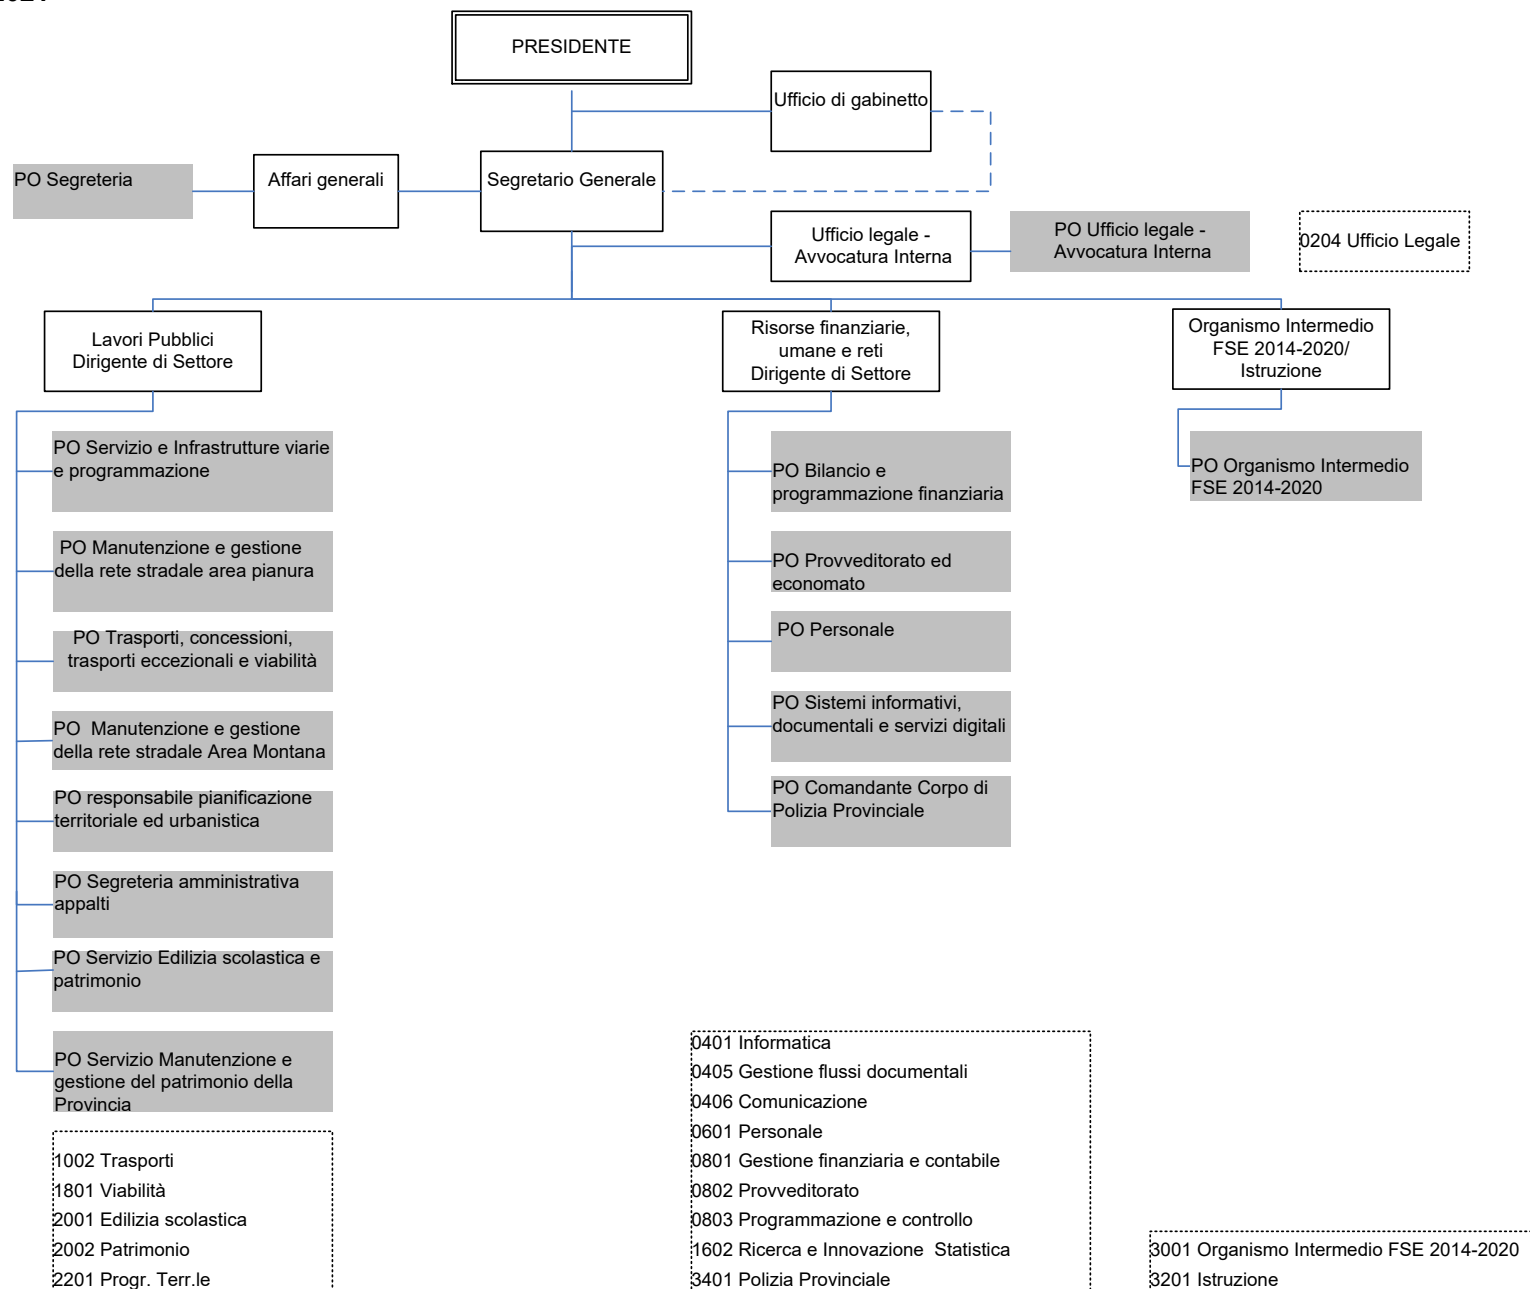 PRESIDENTE
Ufficio di gabinetto
PO Segreteria
Affari generali
Segretario Generale
Ufficio legale -
Avvocatura Interna
PO Ufficio legale -
Avvocatura Interna
0204 Ufficio Legale
Lavori Pubblici
Dirigente di Settore
Risorse finanziarie,
umane e reti
Dirigente di Settore
Organismo Intermedio
FSE 2014-2020/
Istruzione
PO Servizio e Infrastrutture viarie
e programmazione
PO Manutenzione e gestione
della rete stradale area pianura
PO Trasporti, concessioni,
trasporti eccezionali e viabilità
PO Manutenzione e gestione
della rete stradale Area Montana
PO responsabile pianificazione
territoriale ed urbanistica
PO Segreteria amministrativa
appalti
PO Servizio Edilizia scolastica e
patrimonio
PO Servizio Manutenzione e
gestione del patrimonio della
Provincia
PO Bilancio e
programmazione finanziaria
PO Provveditorato ed
economato
PO Personale
PO Sistemi informativi,
documentali e servizi digitali
PO Comandante Corpo di
Polizia Provinciale
PO Organismo Intermedio
FSE 2014-2020
1002 Trasporti
1801 Viabilità
2001 Edilizia scolastica
2002 Patrimonio
2201 Progr. Terr.le
0401 Informatica
0405 Gestione flussi documentali
0406 Comunicazione
0601 Personale
0801 Gestione finanziaria e contabile
0802 Provveditorato
0803 Programmazione e controllo
1602 Ricerca e Innovazione Statistica
3401 Polizia Provinciale
3001 Organismo Intermedio FSE 2014-2020
3201 Istruzione